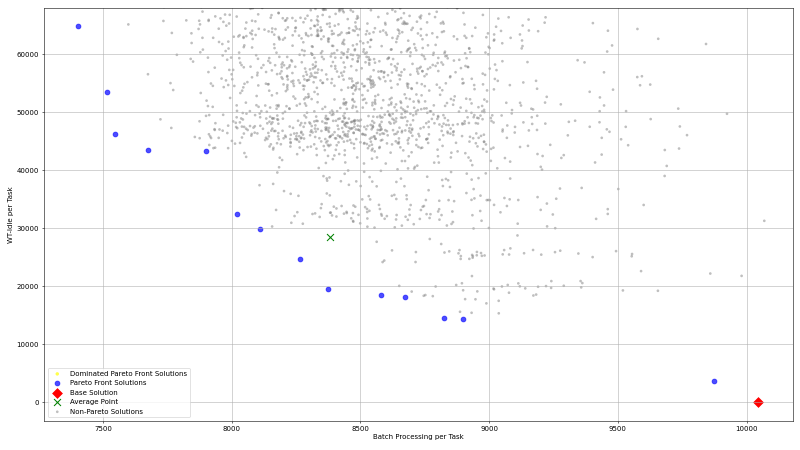 60000
50000
40000
30000
20000
10000
0
WT-Idle per Task
7500
8000
8500
9000
9500
10000
Batch Processing per Task
Dominated Pareto Front Solutions
Pareto Front Solutions
Base Solution
Average Point
Non-Pareto Solutions